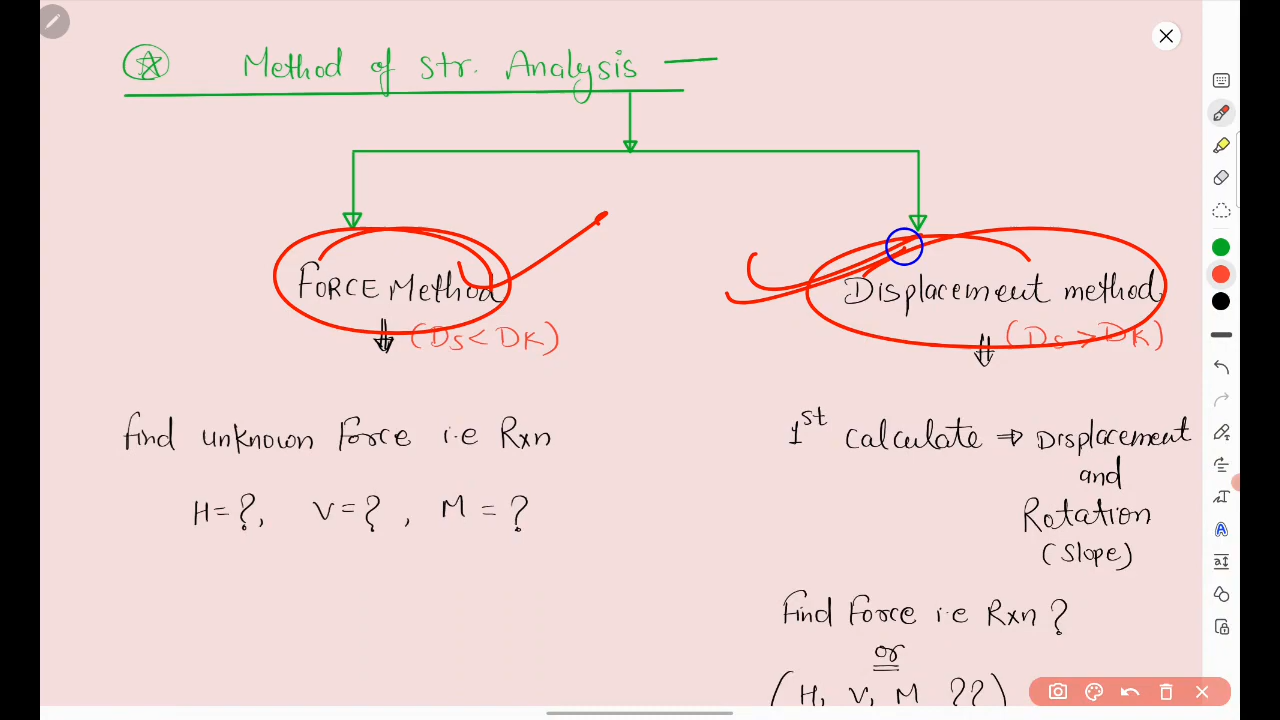 Method of Str. Analysis —
FORCE Method
Displacement method
(Ds < DK)
(Ds > DK)
find unknown Force i.e Rxn
H = ?, V = ?, M = ?
1st calculate ⇒ Displacement
and
Rotation
(slope)
Find Force i.e Rxn ?
or
(H, V, M ??)